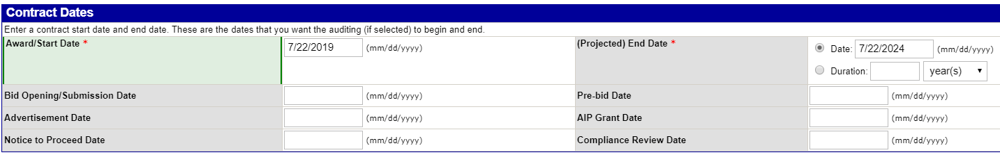 Contract Dates
Enter a contract start date and end date. These are the dates that you want the auditing (if selected) to begin and end.
Award/Start Date * 7/22/2019 (mm/dd/yyyy) (Projected) End Date * Date: 7/22/2024 (mm/dd/yyyy)
Duration: year(s)
Bid Opening/Submission Date (mm/dd/yyyy) Pre-bid Date (mm/dd/yyyy)
Advertisement Date (mm/dd/yyyy) AIP Grant Date (mm/dd/yyyy)
Notice to Proceed Date (mm/dd/yyyy) Compliance Review Date (mm/dd/yyyy)